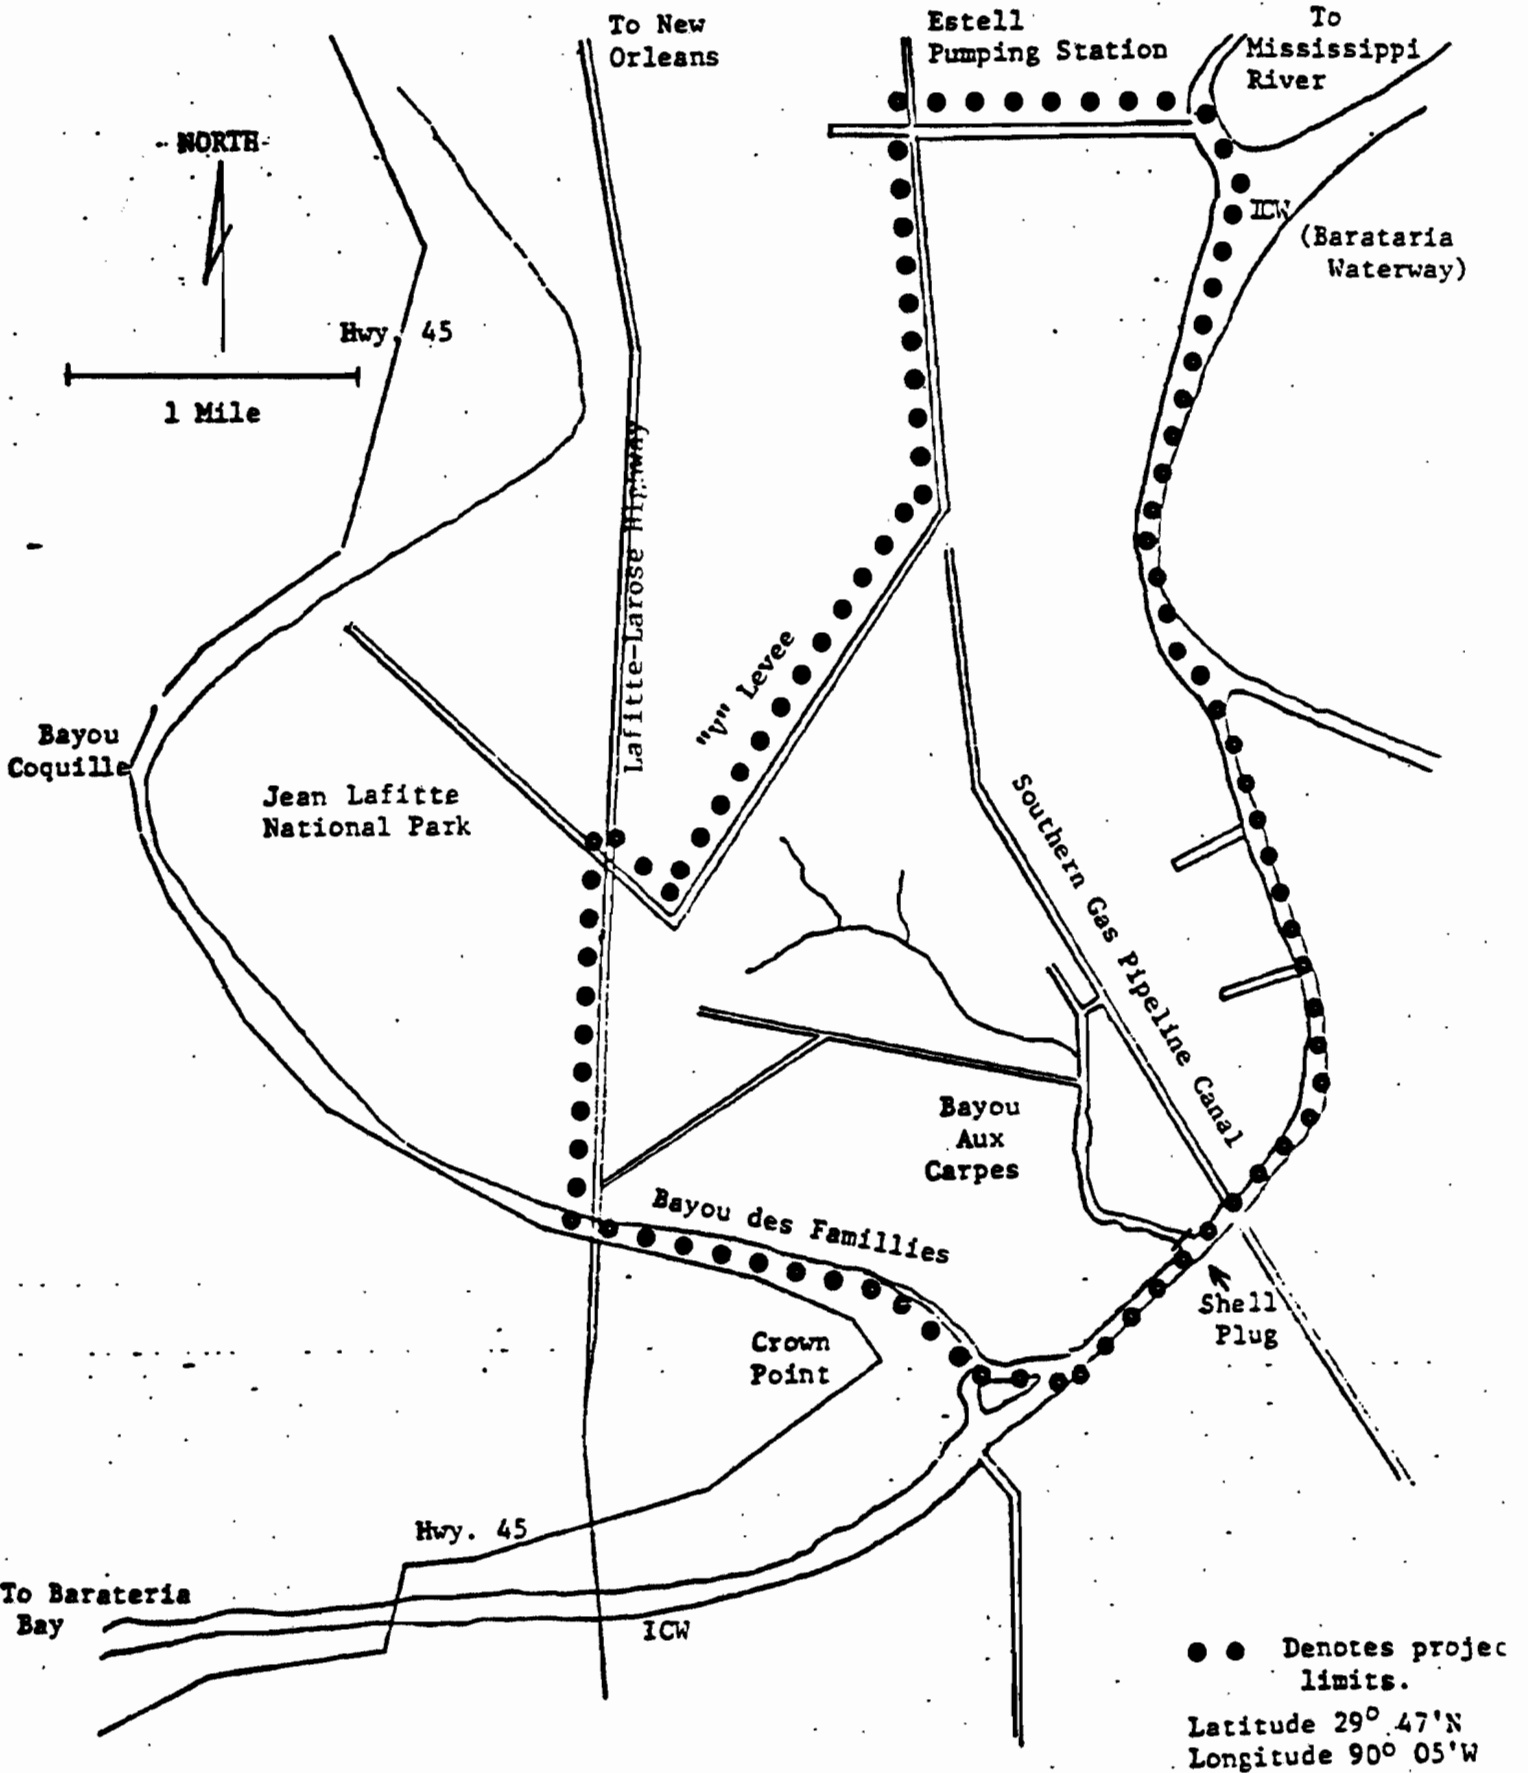 To New
Orleans
Estell
Pumping Station
To
Mississippi
River
NORTH
ICW
(Barataria
Waterway)
Hwy. 45
1 Mile
Lafitte-Larose Highway
"V" Levee
Bayou
Coquille
Jean Lafitte
National Park
Southern Gas Pipeline Canal
Bayou
Aux
Carpes
Bayou des Famillies
Shell
Plug
Crown
Point
Hwy. 45
To Barateria
Bay
ICW
Denotes projec
limits.
Latitude 29° 47'N
Longitude 90° 05'W